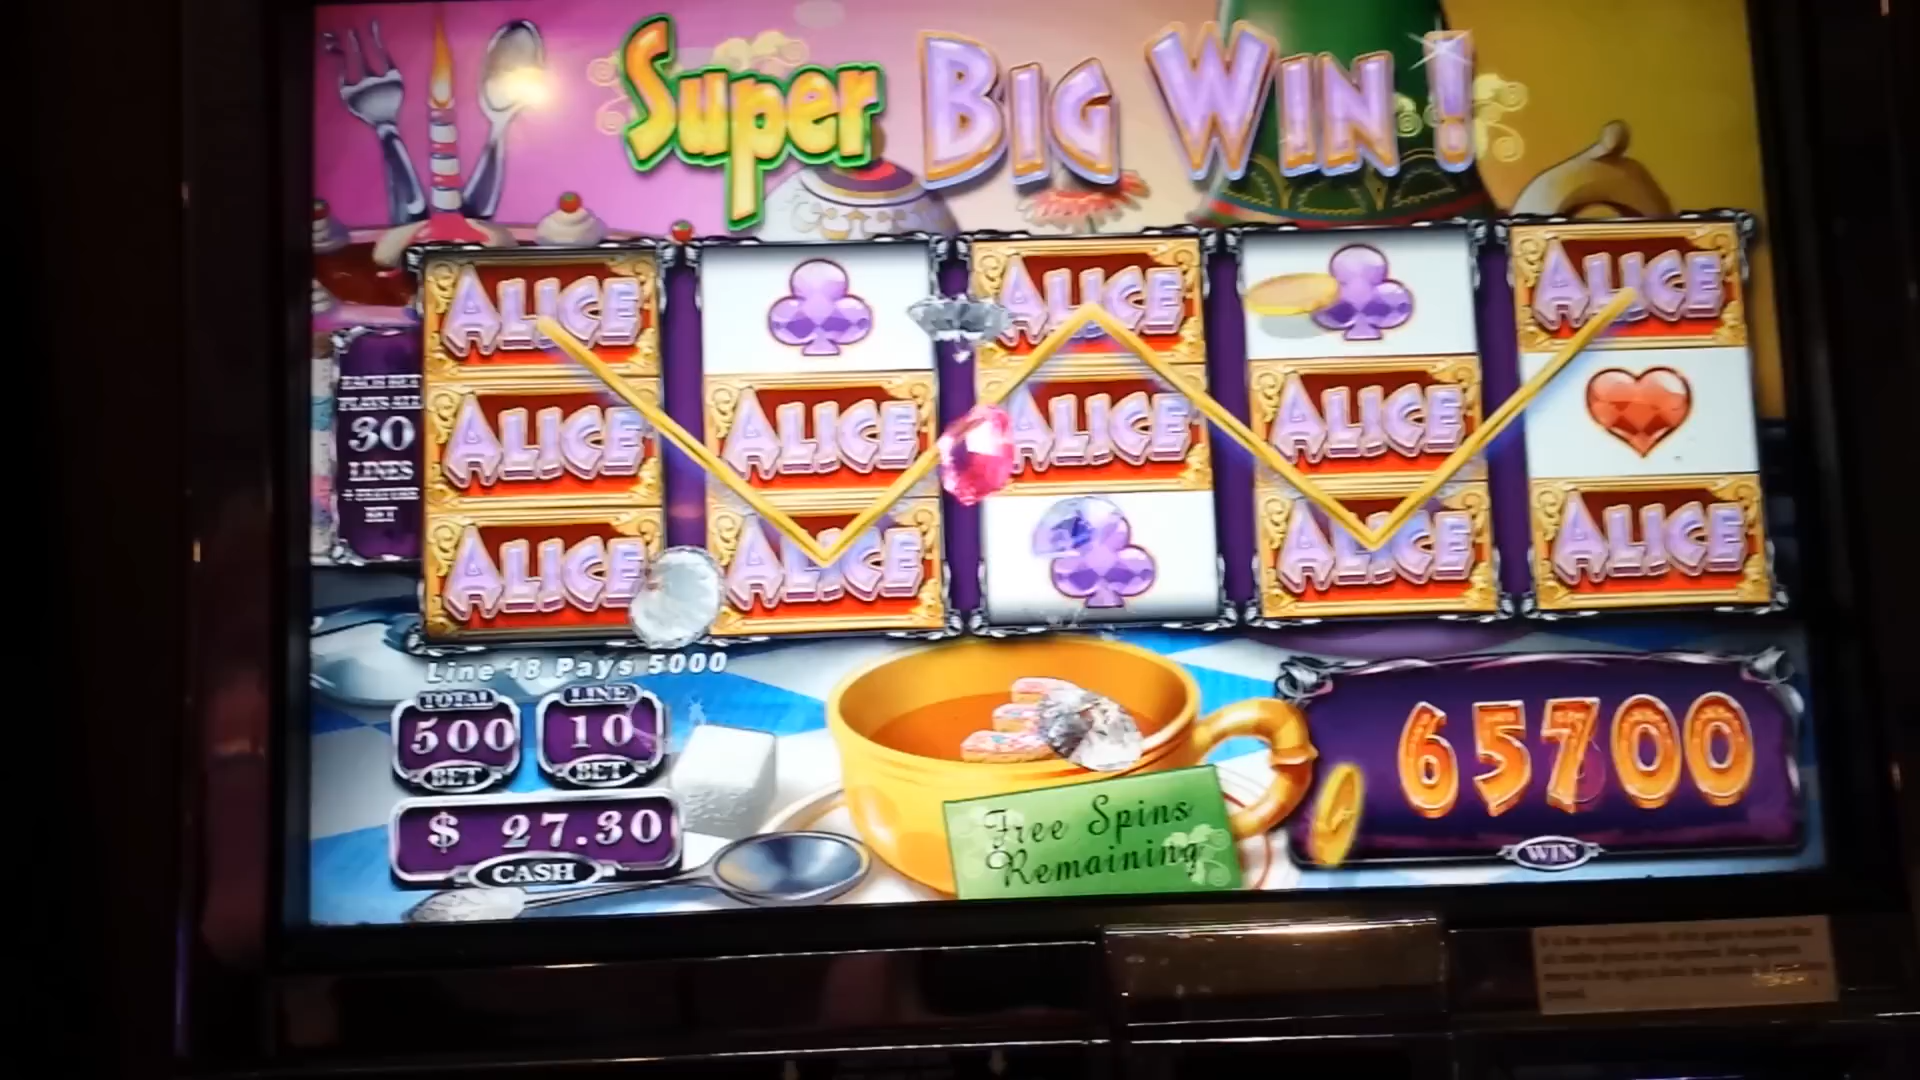 Super BIG WIN!
ALICE ALICE ALICE
EACH BET
PLAYS ALL
30
LINES
+ FEATURE
BET
ALICE ALICE ALICE ALICE
ALICE ALICE ALICE ALICE
Line 18 Pays 5000
TOTAL
500
BET
LINE
10
BET
$ 27.30
CASH
Free Spins
Remaining
65700
WIN